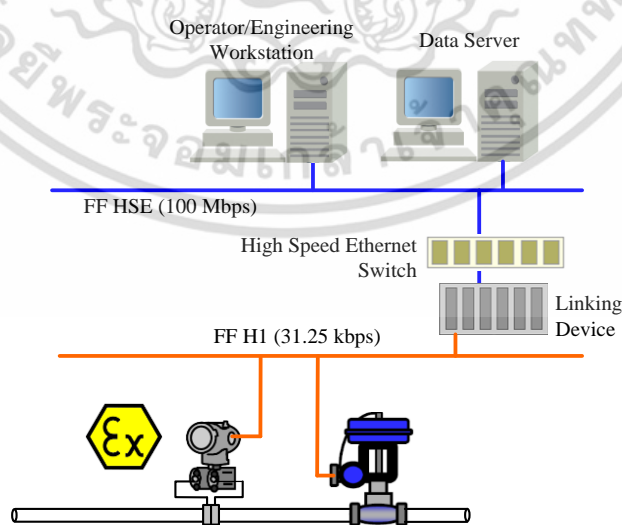 Operator/Engineering
Workstation
Data Server
FF HSE (100 Mbps)
High Speed Ethernet
Switch
Linking
Device
FF H1 (31.25 kbps)
εx